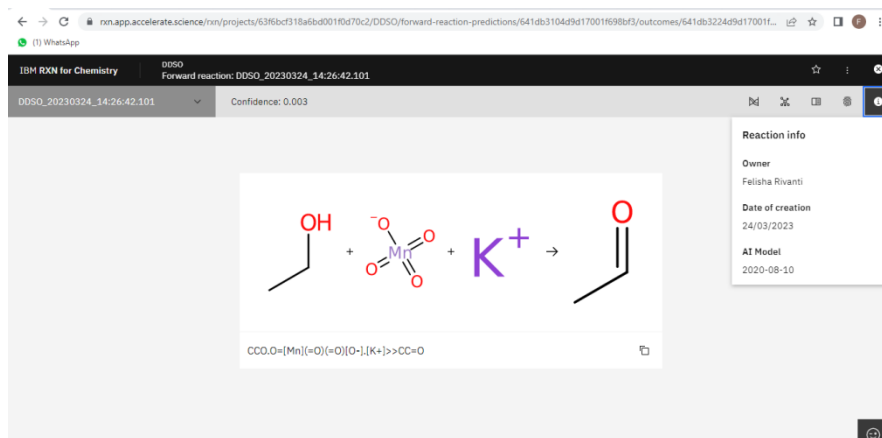 rxn.app.accelerate.science/rxn/projects/63f6bcf318a6bd001f0d70c2/DDSO/forward-reaction-predictions/641db3104d9d17001f698bf3/outcomes/641db3224d9d17001f...
F
(1) WhatsApp
IBM RXN for Chemistry
DDSO
Forward reaction: DDSO_20230324_14:26:42.101
DDSO_20230324_14:26:42.101
Confidence: 0.003
Reaction info
Owner
Felisha Rivanti
Date of creation
24/03/2023
AI Model
2020-08-10
OH + -O Mn O O O + K+ → O
CCO.O=[Mn](=O)(=O)[O-].[K+]>>CC=O